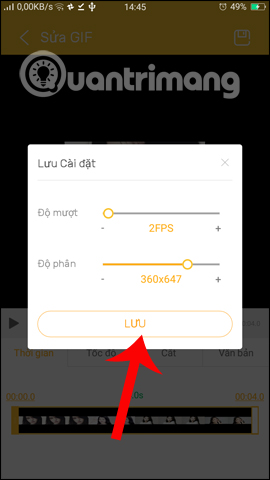 0,00KB/s 14:45 49%
Sửa GIF
uantrimang
Lưu Cài đặt ×
Độ mượt
- 2FPS +
Độ phân
- 360x647 +
LƯU
Thời gian Tốc độ Cắt Văn bản
00:00.0 00:04.0